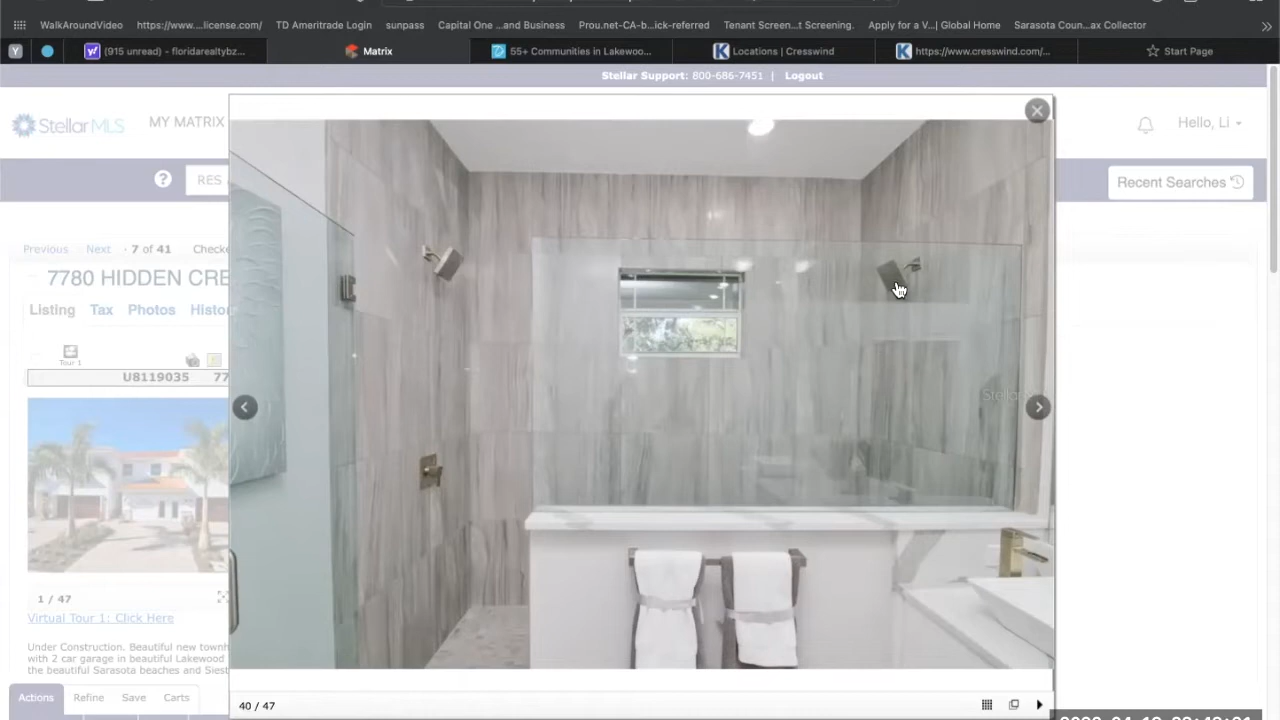 WalkAroundVideo https://www....license.com/ TD Ameritrade Login sunpass Capital One ...and Business Prou.net-CA-b...ick-referred Tenant Screen...t Screening. Apply for a V...| Global Home Sarasota Coun...ax Collector
Y (915 unread) - floridarealtybz... Matrix 55+ Communities in Lakewoo... Locations | Cresswind https://www.cresswind.com/... Start Page
Stellar Support: 800-686-7451 | Logout
StellarMLS MY MATRIX Hello, Li
? RES Recent Searches
Previous Next · 7 of 41 Checke
7780 HIDDEN CRE
Listing Tax Photos Histo
Tour 1
U8119035 77
1 / 47
Virtual Tour 1: Click Here
Under Construction. Beautiful new townh
with 2 car garage in beautiful Lakewood
the beautiful Sarasota beaches and Siest
Actions Refine Save Carts
40 / 47